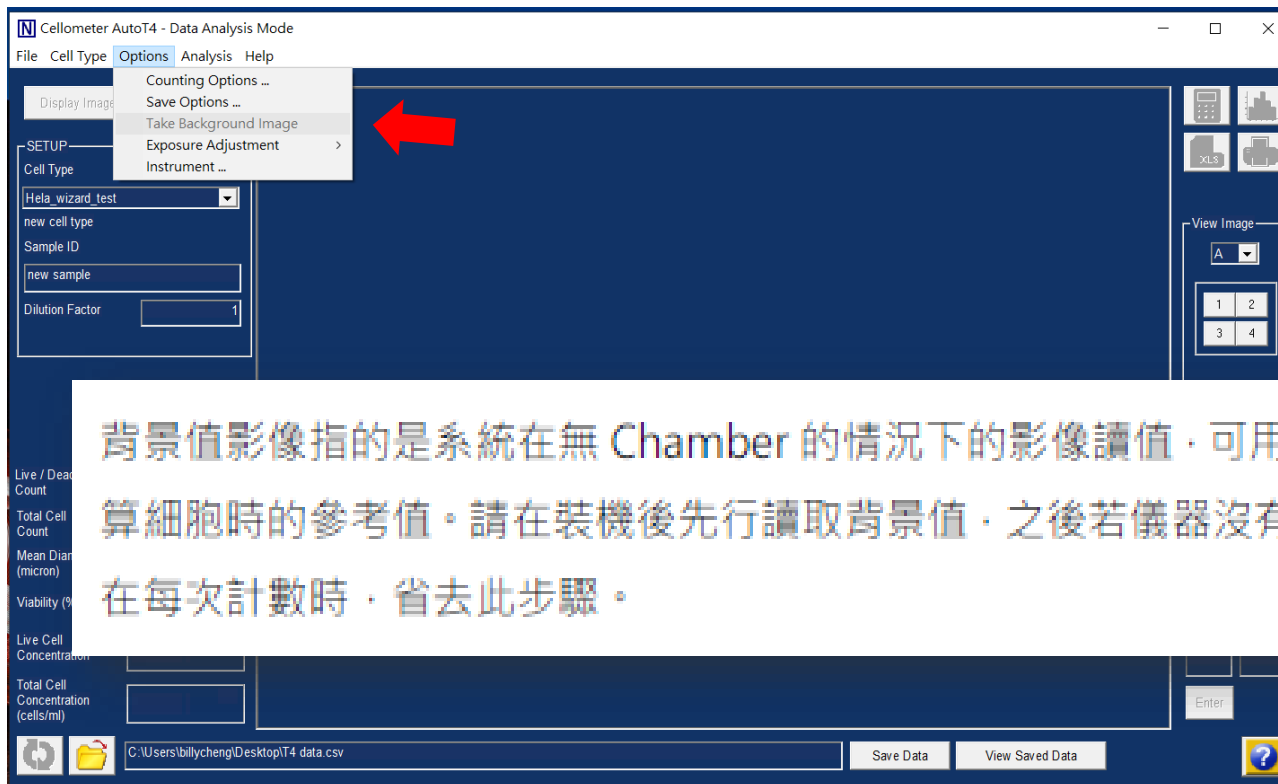 Cellometer AutoT4 - Data Analysis Mode
File Cell Type Options Analysis Help
Counting Options ...
Save Options ...
Take Background Image
Exposure Adjustment
Instrument ...
Display Image
SETUP
Cell Type
Hela_wizard_test
new cell type
Sample ID
new sample
Dilution Factor 1
XLS
View Image
A
1 2
3 4
背景值影像指的是系統在無 Chamber 的情況下的影像讀值,可用
算細胞時的參考值。請在裝機後先行讀取背景值,之後若儀器沒有
在每次計數時,省去此步驟。
Live / Dead
Count
Total Cell
Count
Mean Diam
(micron)
Viability (%
Live Cell
Concentration
Total Cell
Concentration
(cells/ml)
Enter
C:\Users\billycheng\Desktop\T4 data.csv
Save Data
View Saved Data
?